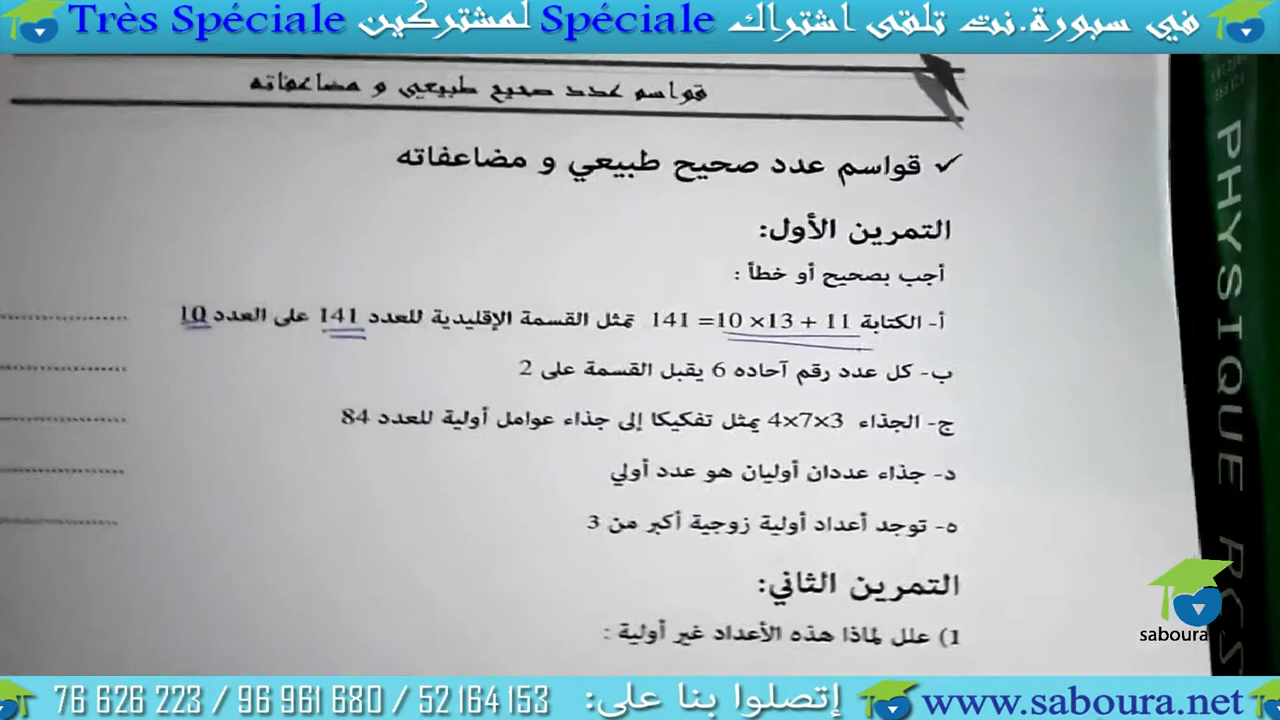 في سبورة.نت تلقى اشتراك Spéciale لمشتركين Très Spéciale
قواسم عدد صحيح طبيعي و مضاعفاته
✓ قواسم عدد صحيح طبيعي و مضاعفاته
التمرين الأول:
أجب بصحيح أو خطأ :
أ- الكتابة 141 =10 ×13 + 11 تمثل القسمة الإقليدية للعدد 141 على العدد 10
ب- كل عدد رقم آحاده 6 يقبل القسمة على 2
ج- الجذاء 4×7×3 يمثل تفكيكا إلى جذاء عوامل أولية للعدد 84
د- جذاء عددان أوليان هو عدد أولي
ه- توجد أعداد أولية زوجية أكبر من 3
التمرين الثاني:
1) علل لماذا هذه الأعداد غير أولية :
PHYSIQUE
saboura
www.saboura.net إتصلوا بنا على: 76 626 223 / 96 961 680 / 52 164 153